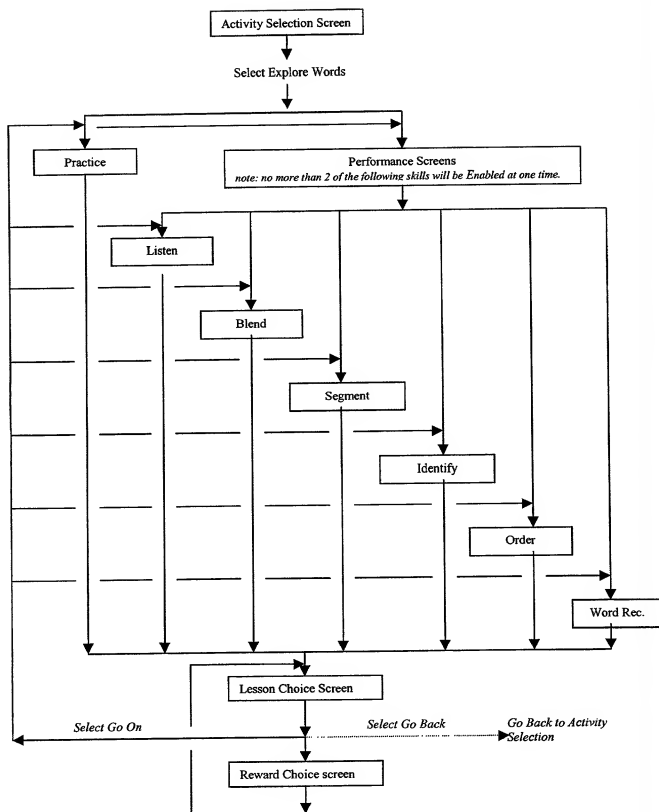 Activity Selection Screen
Select Explore Words
Practice
Performance Screens
note: no more than 2 of the following skills will be Enabled at one time.
Listen
Blend
Segment
Identify
Order
Word Rec.
Lesson Choice Screen
Select Go On
Select Go Back
Go Back to Activity
Selection
Reward Choice screen